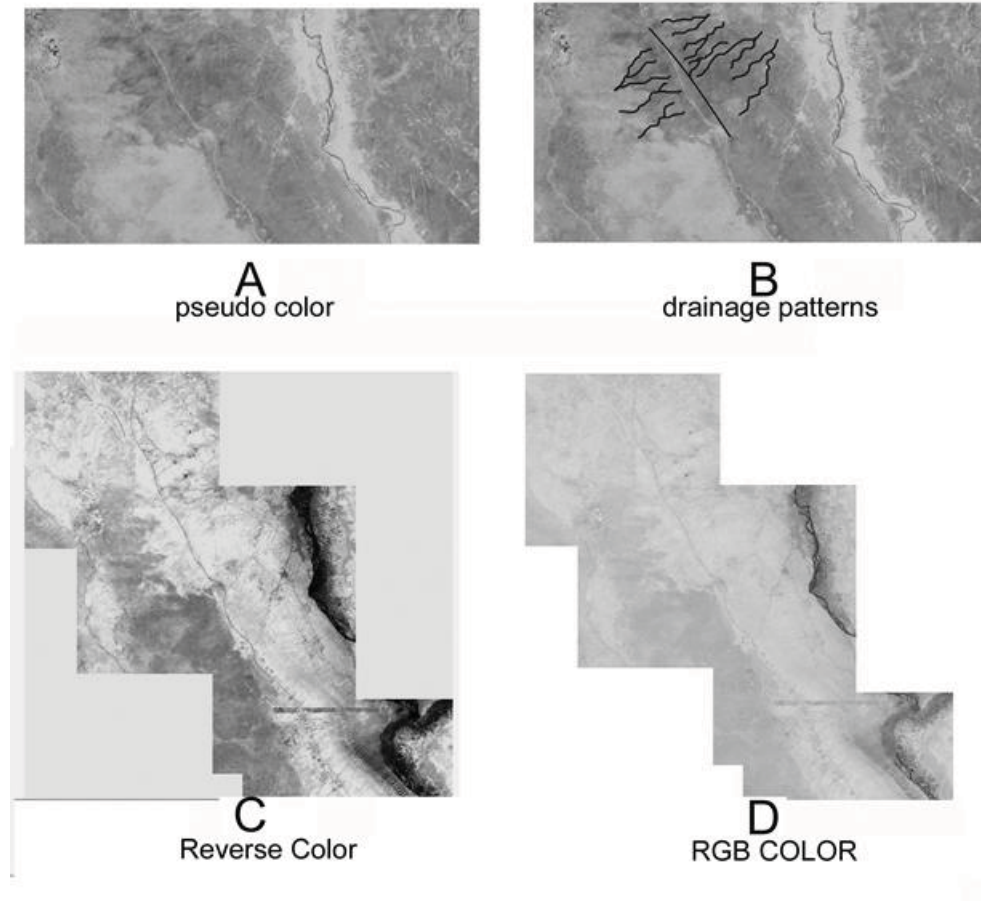 A
pseudo color
B
drainage patterns
C
Reverse Color
D
RGB COLOR